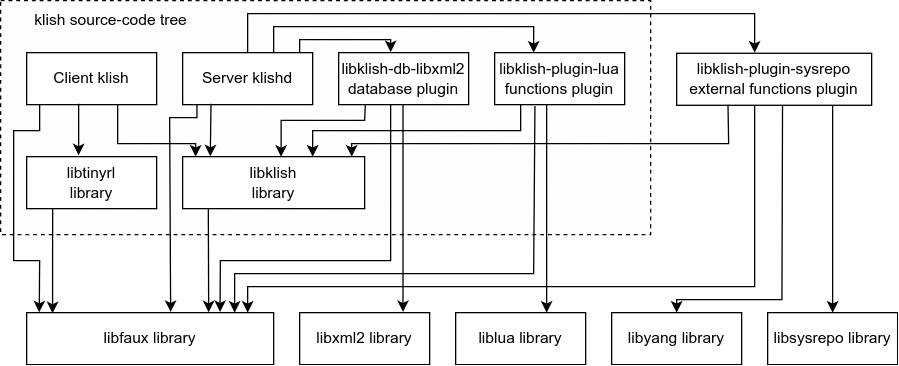 klish source-code tree
Client klish
Server klishd
libklish-db-libxml2
database plugin
libklish-plugin-lua
functions plugin
libklish-plugin-sysrepo
external functions plugin
libtinyrl
library
libklish
library
libfaux library
libxml2 library
liblua library
libyang library
libsysrepo library